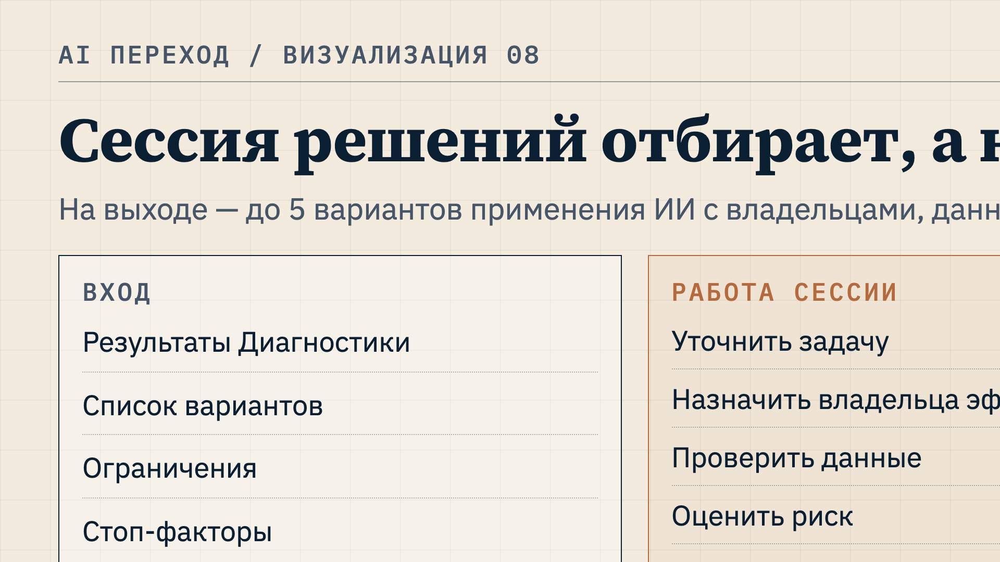 AI ПЕРЕХОД / ВИЗУАЛИЗАЦИЯ 08
Сессия решений отбирает, а
На выходе — до 5 вариантов применения ИИ с владельцами,
ВХОД
Результаты Диагностики
Список вариантов
Ограничения
Стоп-факторы
РАБОТА СЕССИИ
Уточнить задачу
Назначить владельца
Проверить данные
Оценить риск